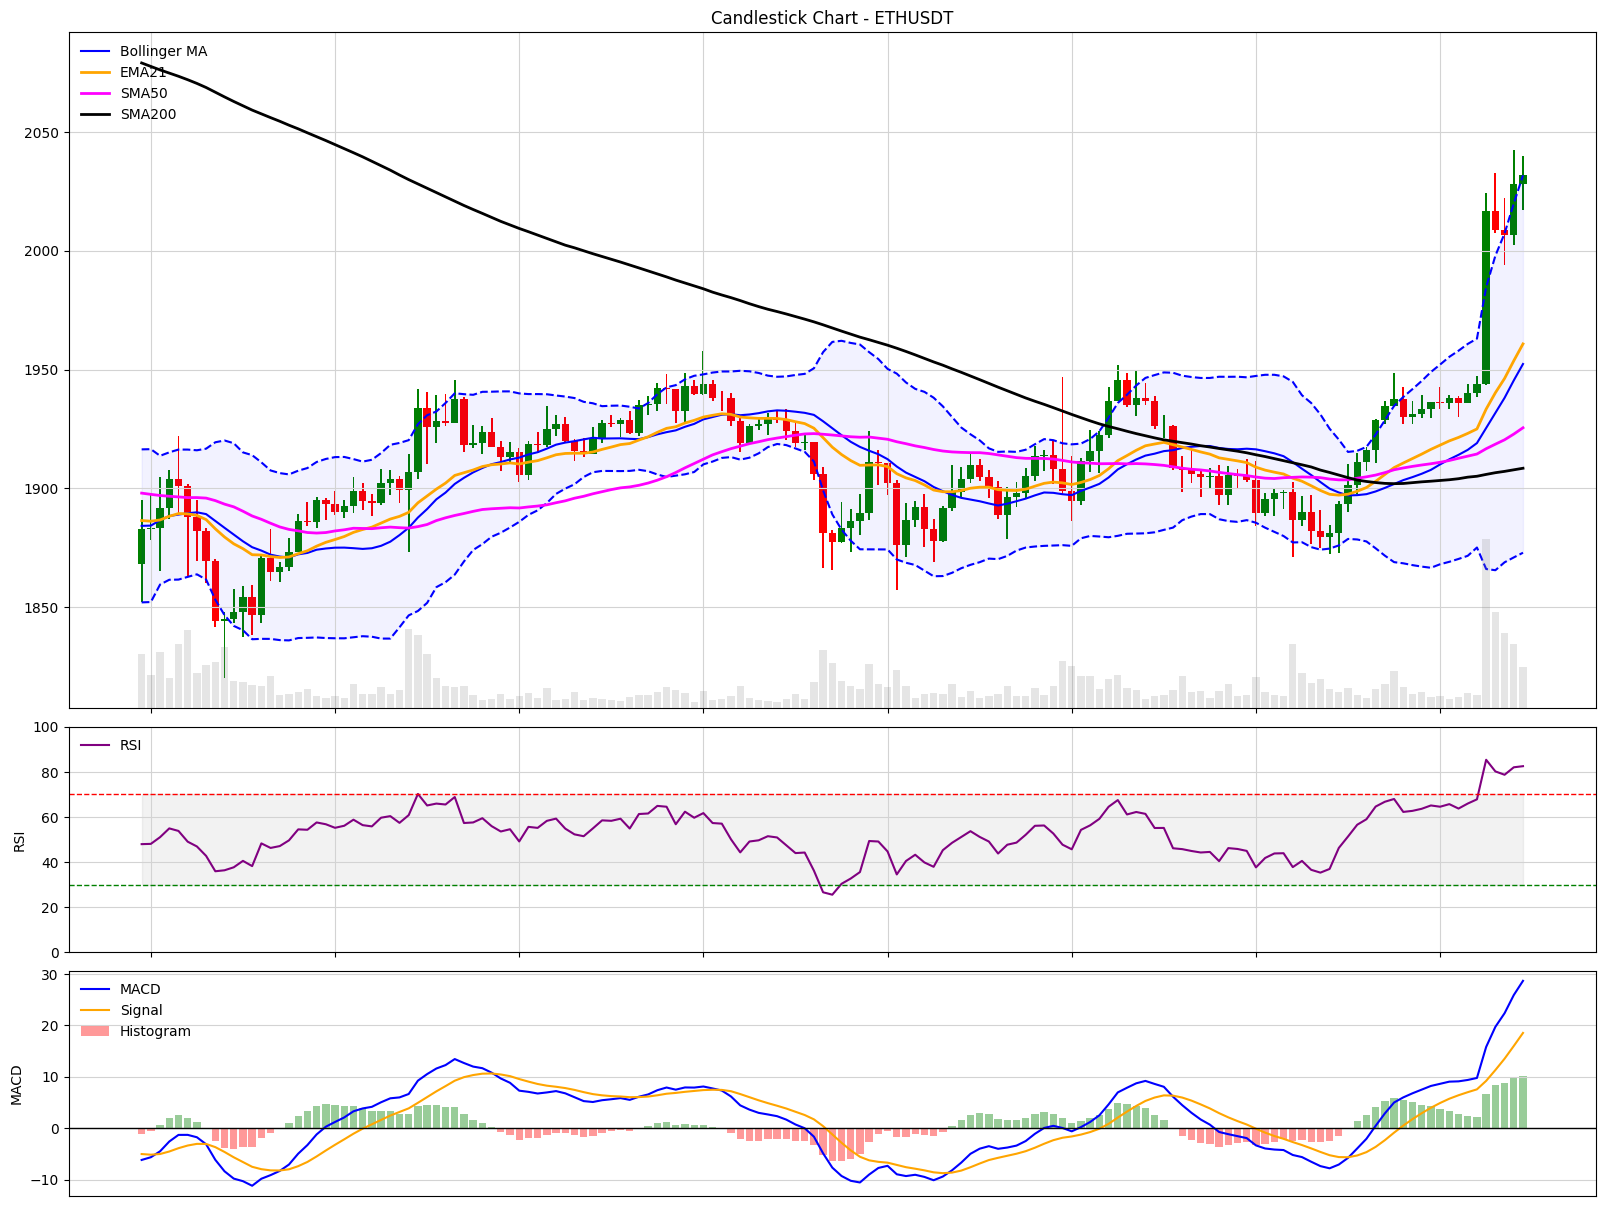 Candlestick Chart - ETHUSDT
Bollinger MA
EMA21
SMA50
SMA200
2050
2000
1950
1900
1850
RSI
100
80
60
40
20
0
RSI
MACD
Signal
Histogram
30
20
10
0
−10
MACD